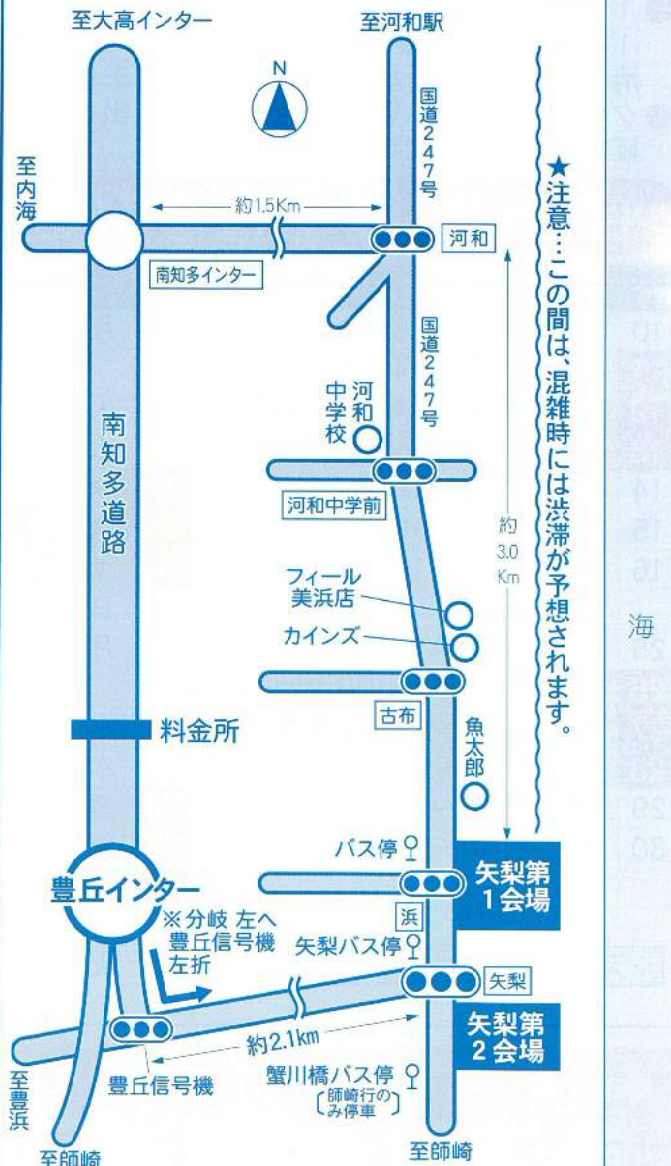 至大高インター
至河和駅
N
国道247号
至内海
約1.5Km
河和
南知多インター
★注意…この間は、混雑時には渋滞が予想されます。
国道247号
河和
中学校
南知多道路
河和中学前
約3.0Km
フィール
美浜店
カインズ
海
古布
料金所
魚太郎
バス停
矢梨第
1会場
豊丘インター
浜
※分岐 左へ
豊丘信号機
左折
矢梨バス停
矢梨
矢梨第
2会場
約2.1km
豊丘信号機
蟹川橋バス停
〔師崎行の
み停車〕
至豊浜
至師崎
至師崎
10
14
15
16
29
30